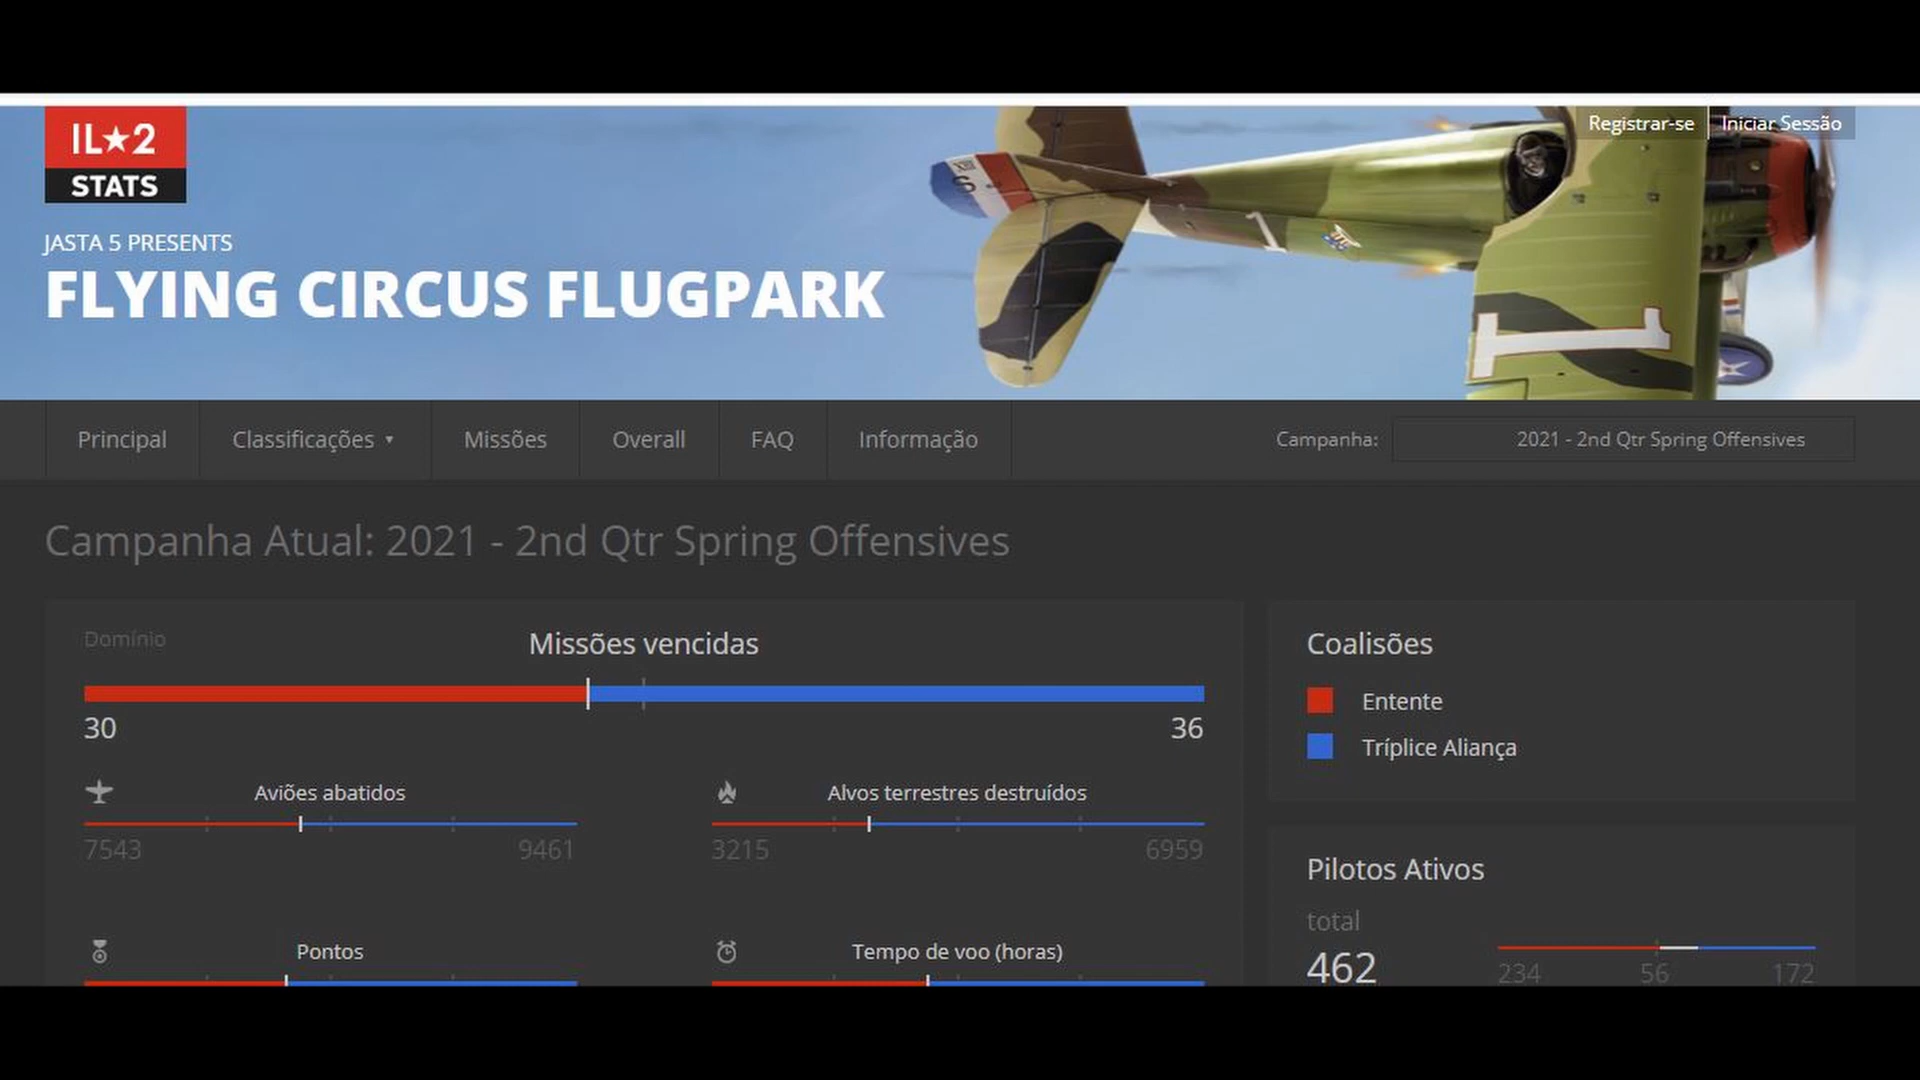 IL★2
STATS
Registrar-se
Iniciar Sessão
JASTA 5 PRESENTS
FLYING CIRCUS FLUGPARK
Principal
Classificações ▾
Missões
Overall
FAQ
Informação
Campanha:
2021 - 2nd Qtr Spring Offensives
Campanha Atual: 2021 - 2nd Qtr Spring Offensives
Domínio
Missões vencidas
30
36
Aviões abatidos
7543
9461
Alvos terrestres destruídos
3215
6959
Pontos
Tempo de voo (horas)
Coalisões
Entente
Tríplice Aliança
Pilotos Ativos
total
462
234
56
172